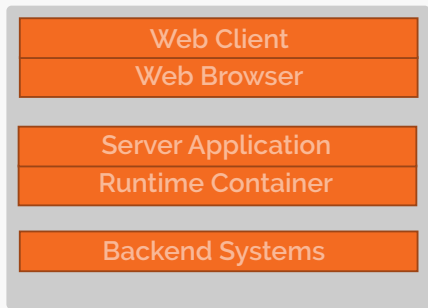 Web Client
Web Browser
Server Application
Runtime Container
Backend Systems